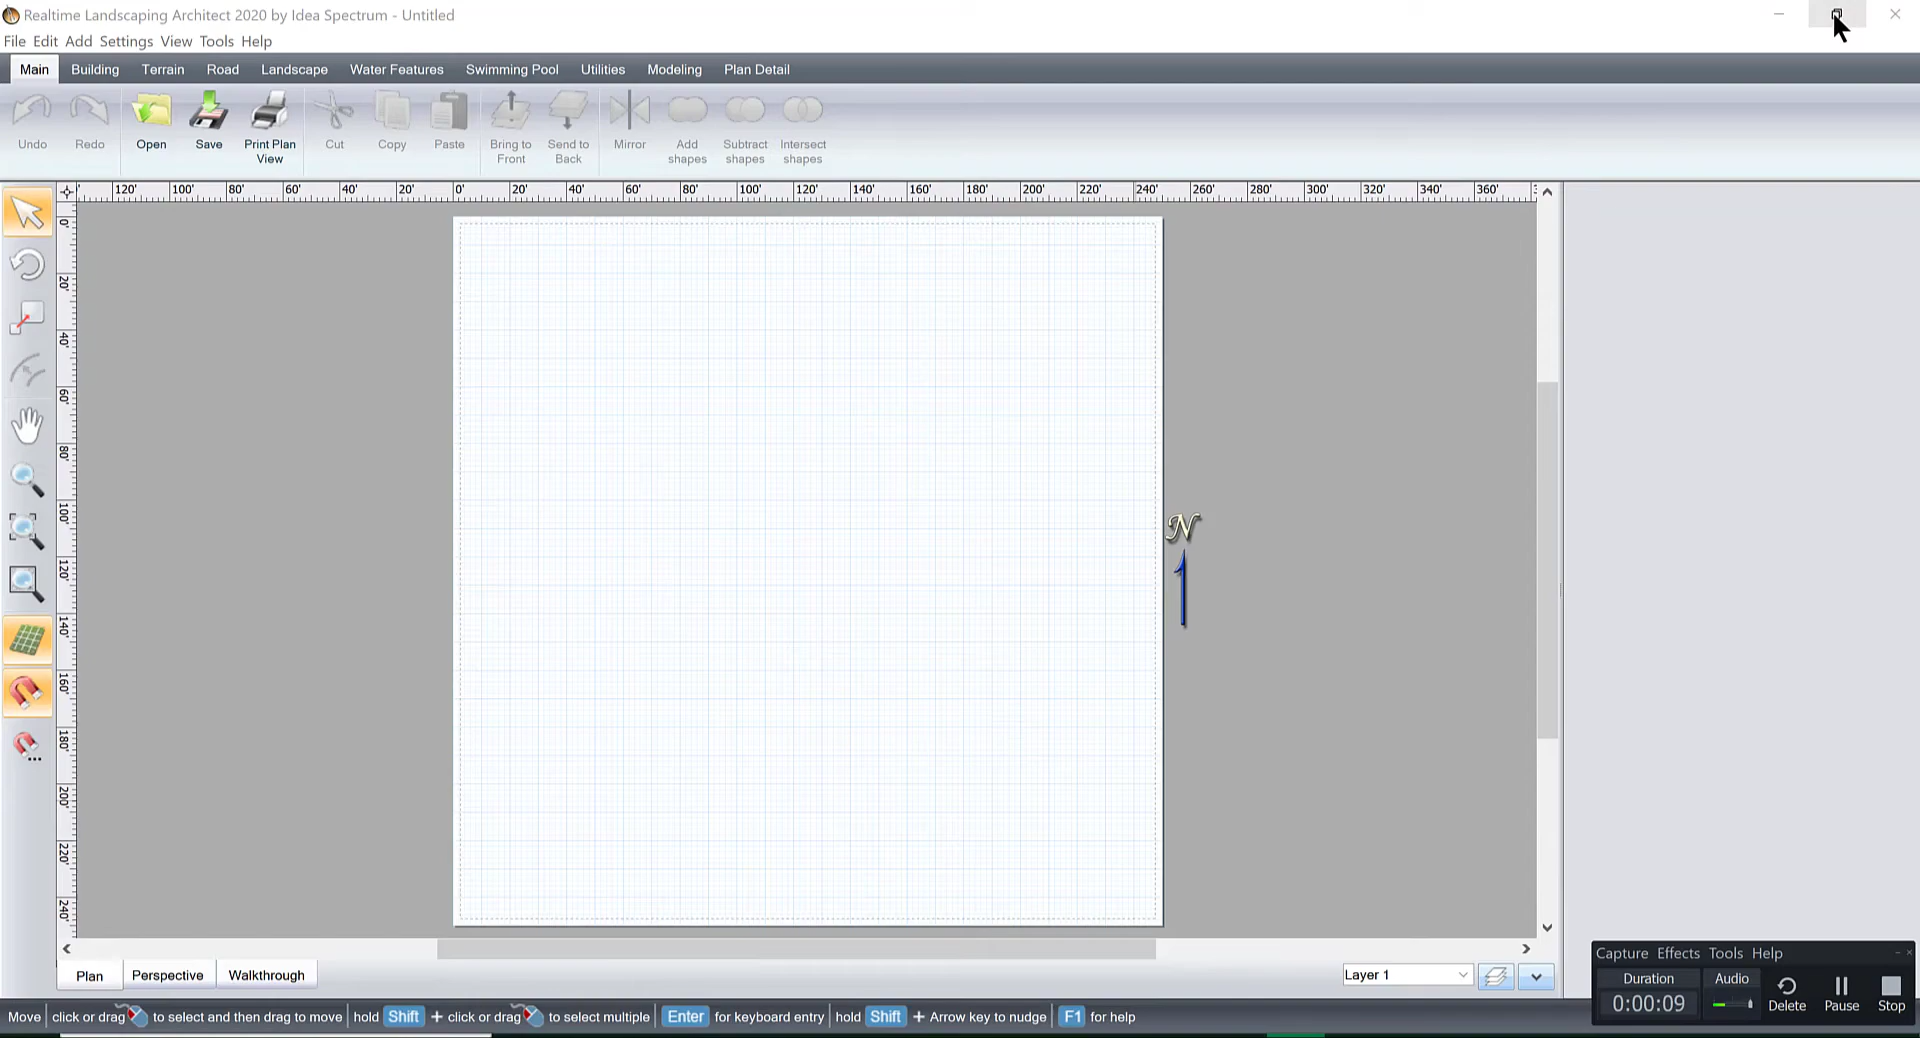 Realtime Landscaping Architect 2020 by Idea Spectrum - Untitled
File Edit Add Settings View Tools Help
Main Building Terrain Road Landscape Water Features Swimming Pool Utilities Modeling Plan Detail
Undo Redo Open Save Print Plan View Cut Copy Paste Bring to Front Send to Back Mirror Add shapes Subtract shapes Intersect shapes
120' 100' 80' 60' 40' 20' 0' 20' 40' 60' 80' 100' 120' 140' 160' 180' 200' 220' 240' 260' 280' 300' 320' 340' 360'
0'
20'
40'
60'
80'
100'
N
120'
140'
160'
180'
200'
220'
240'
Plan Perspective Walkthrough Layer 1
Capture Effects Tools Help
Duration Audio
0:00:09 Delete Pause Stop
Move click or drag to select and then drag to move hold Shift + click or drag to select multiple Enter for keyboard entry hold Shift + Arrow key to nudge F1 for help